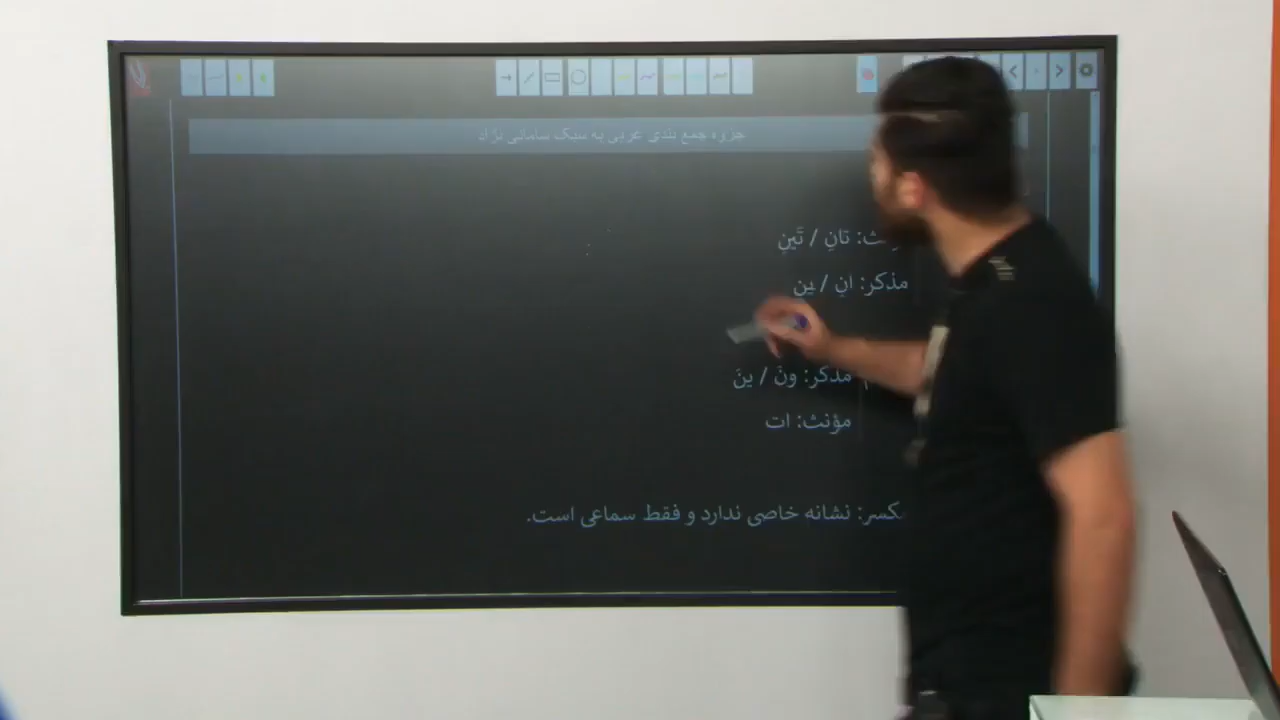 جزوه جمع بندی عربی به سبک سامانی نژاد
تانِ / تَینِ
مذکر: انِ / ینِ
مذکر: ونَ / ینَ
مؤنث: ات
نشانه خاصی ندارد و فقط سماعی است.